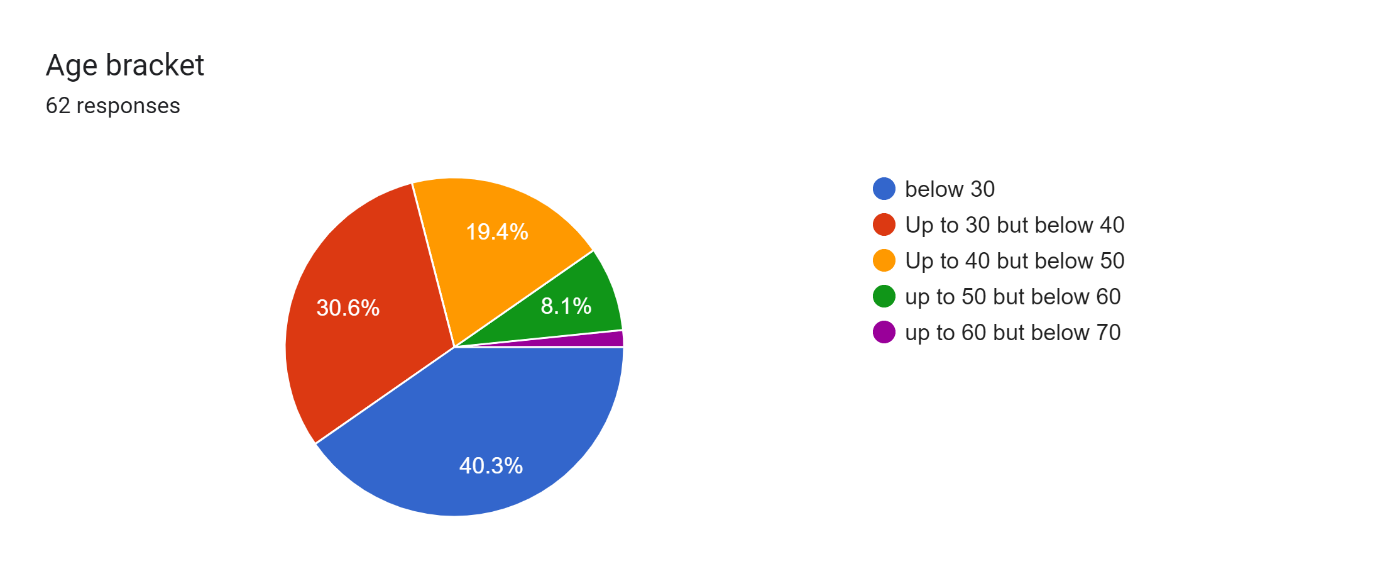 Age bracket
62 responses
below 30
Up to 30 but below 40
Up to 40 but below 50
up to 50 but below 60
up to 60 but below 70
19.4%
8.1%
30.6%
40.3%